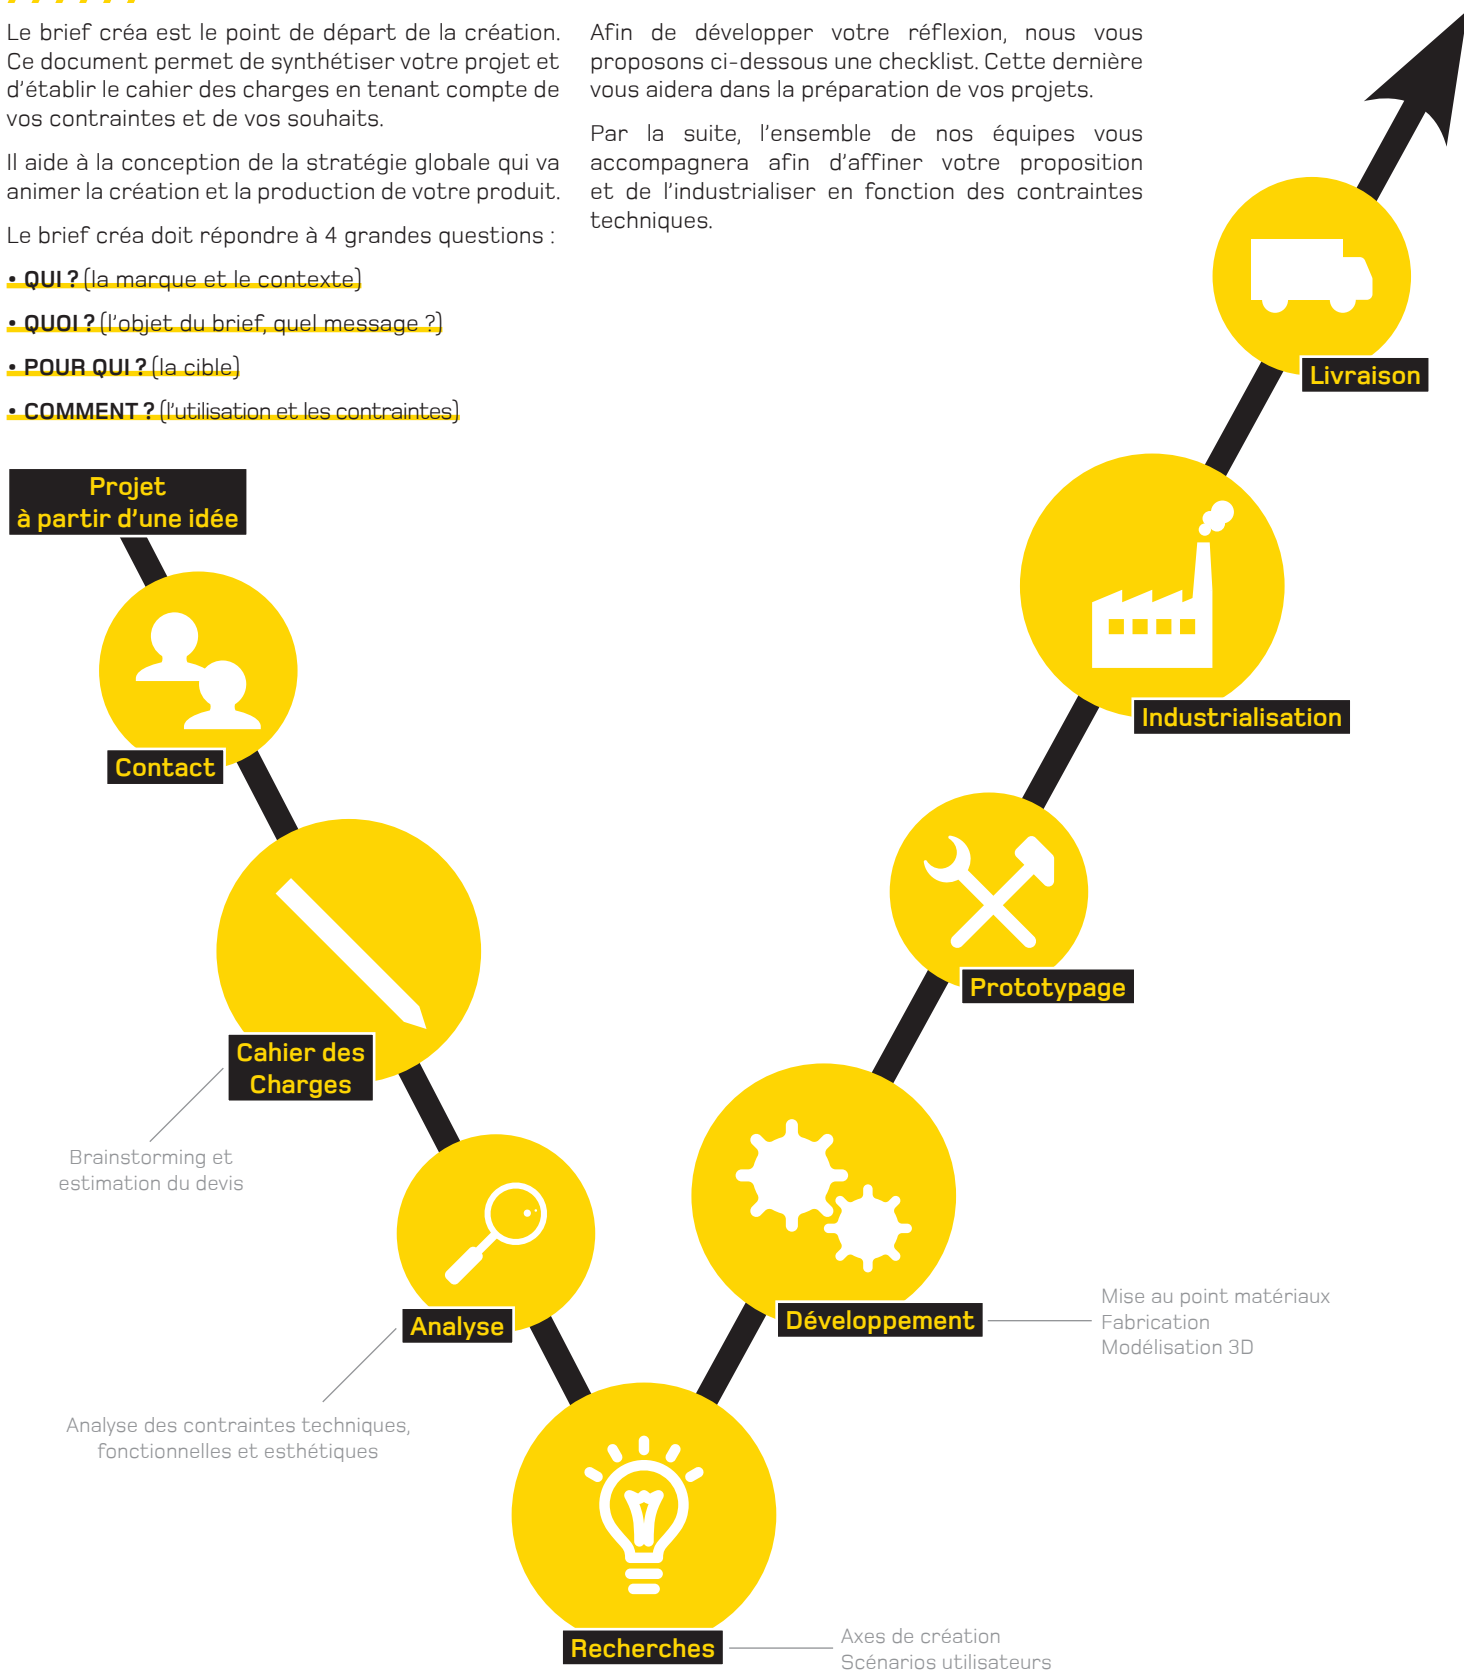 Le brief créa est le point de départ de la création.
Ce document permet de synthétiser votre projet et
d'établir le cahier des charges en tenant compte de
vos contraintes et de vos souhaits.
Il aide à la conception de la stratégie globale qui va
animer la création et la production de votre produit.
Le brief créa doit répondre à 4 grandes questions :
• QUI ? (la marque et le contexte)
• QUOI ? (l'objet du brief, quel message ?)
• POUR QUI ? (la cible)
• COMMENT ? (l'utilisation et les contraintes)
Afin de développer votre réflexion, nous vous
proposons ci-dessous une checklist. Cette dernière
vous aidera dans la préparation de vos projets.
Par la suite, l'ensemble de nos équipes vous
accompagnera afin d'affiner votre proposition
et de l'industrialiser en fonction des contraintes
techniques.
Projet
à partir d'une idée
Contact
Cahier des
Charges
Brainstorming et
estimation du devis
Analyse
Analyse des contraintes techniques,
fonctionnelles et esthétiques
Recherches
Axes de création
Scénarios utilisateurs
Développement
Mise au point matériaux
Fabrication
Modélisation 3D
Prototypage
Industrialisation
Livraison